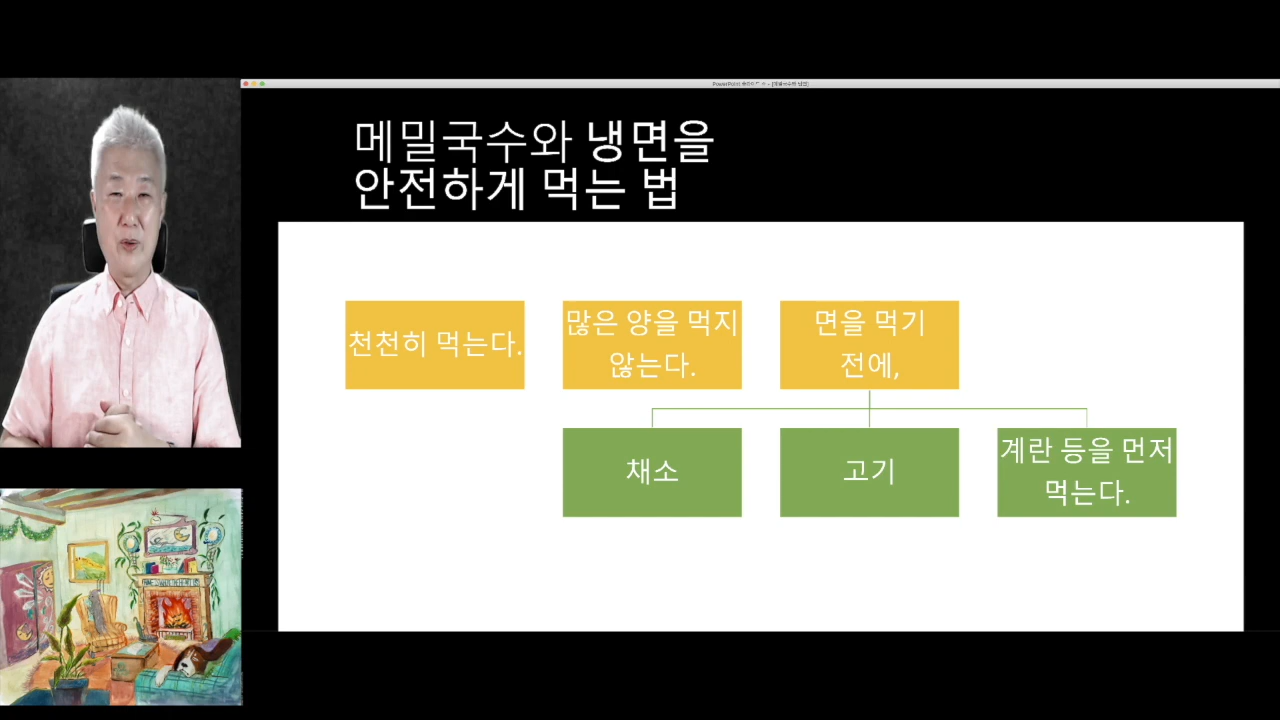 메밀국수와 냉면을
안전하게 먹는 법
천천히 먹는다.
많은 양을 먹지
않는다.
면을 먹기
전에,
채소
고기
계란 등을 먼저
먹는다.